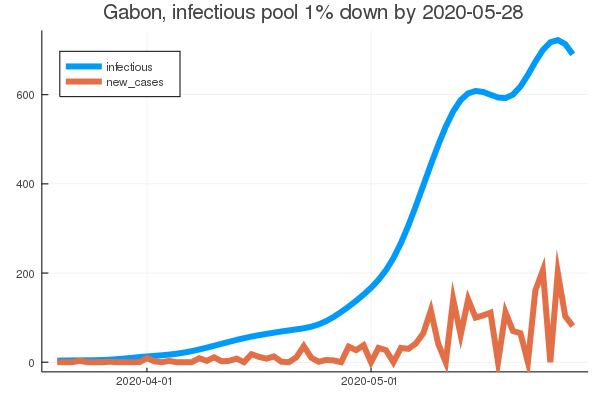 Gabon, infectious pool 1% down by 2020-05-28
infectious
new_cases
600
400
200
0
2020-04-01
2020-05-01